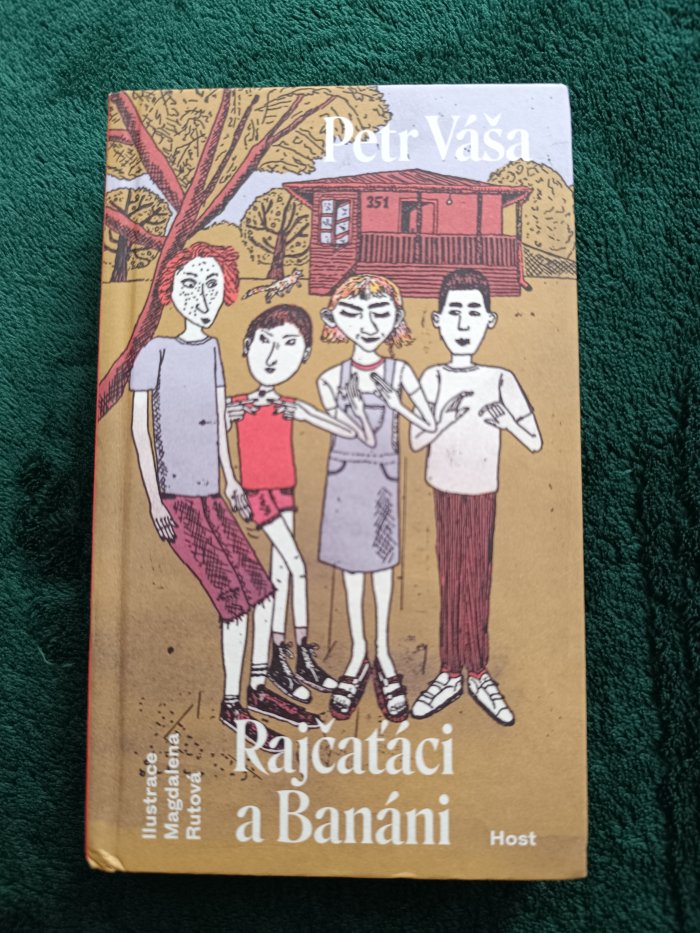 Petr Váša
351
Ilustrace
Magdalena
Rutová
Rajčaťáci
a Banáni
Host